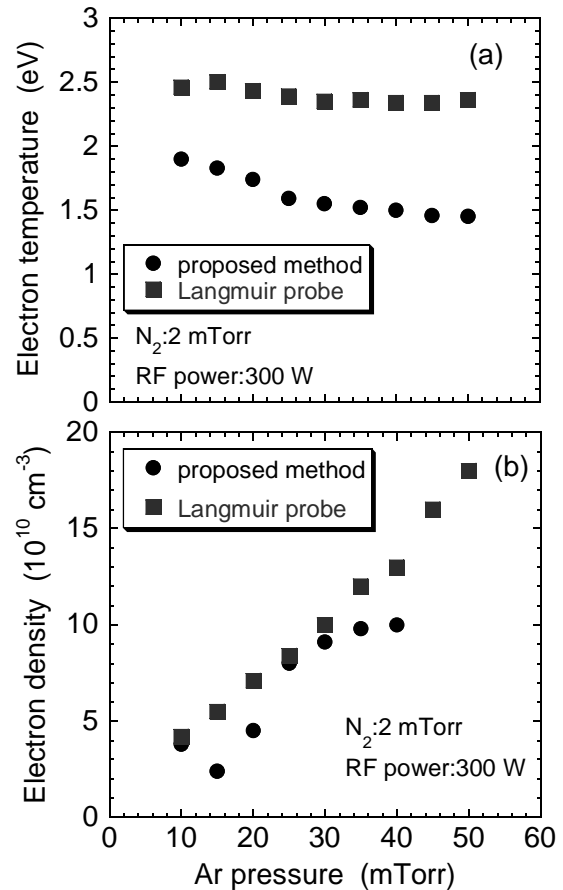 3
2.5
2
1.5
1
0.5
0
Electron temperature (eV)
(a)
proposed method
Langmuir probe
N₂:2 mTorr
RF power:300 W
20
15
10
5
0
Electron density (10¹⁰ cm⁻³)
proposed method
(b)
Langmuir probe
N₂:2 mTorr
RF power:300 W
0 10 20 30 40 50 60
Ar pressure (mTorr)